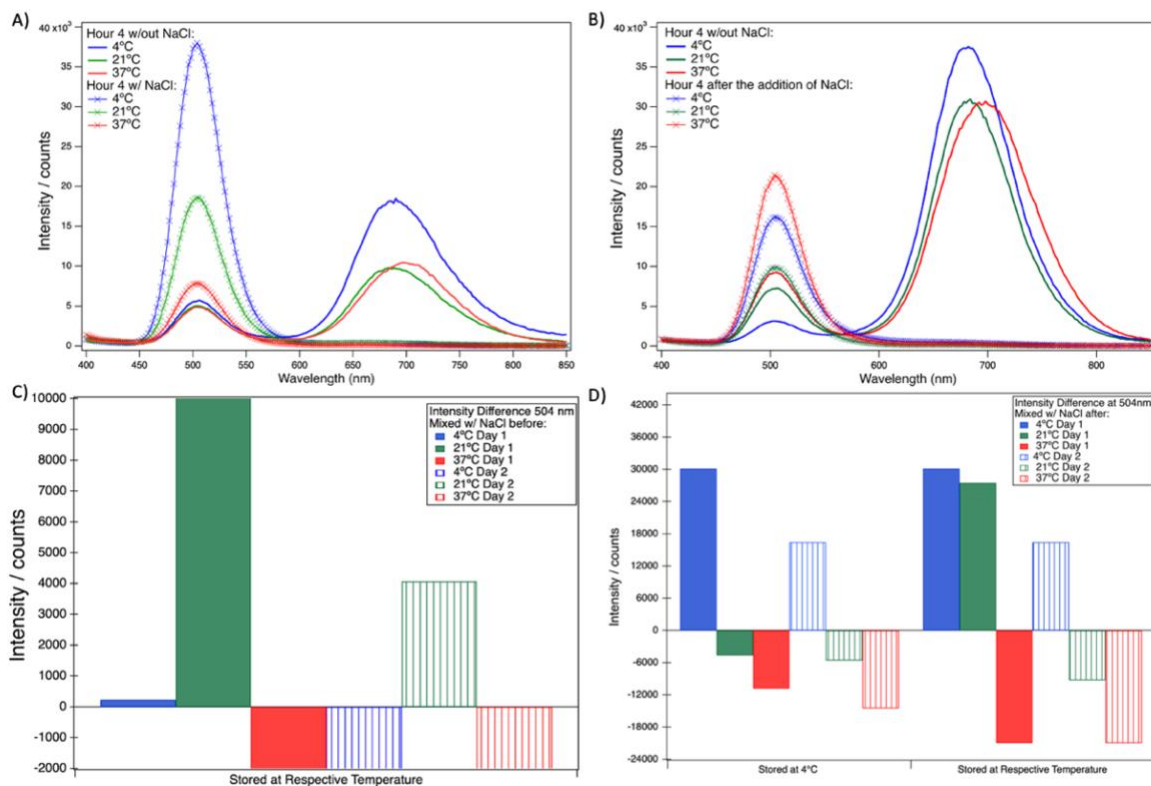 A)
40 x10³
35
30
25
20
15
10
5
0
Intensity / counts
Hour 4 w/out NaCl:
4ºC
21ºC
37ºC
Hour 4 w/ NaCl:
4ºC
21ºC
37ºC
400 450 500 550 600 650 700 750 800 850
Wavelength (nm)
B)
40 x10³
35
30
25
20
15
10
5
0
Intensity / counts
Hour 4 w/out NaCl:
4ºC
21ºC
37ºC
Hour 4 after the addition of NaCl:
4ºC
21ºC
37ºC
400 500 600 700 800
Wavelength (nm)
C)
10000
9000
8000
7000
6000
5000
4000
3000
2000
1000
0
-1000
-2000
Intensity / counts
Intensity Difference 504 nm
Mixed w/ NaCl before:
4ºC Day 1
21ºC Day 1
37ºC Day 1
4ºC Day 2
21ºC Day 2
37ºC Day 2
Stored at Respective Temperature
D)
42000
36000
30000
24000
18000
12000
6000
0
-6000
-12000
-18000
-24000
Intensity / counts
Intensity Difference at 504nm
Mixed w/ NaCl after:
4ºC Day 1
21ºC Day 1
37ºC Day 1
4ºC Day 2
21ºC Day 2
37ºC Day 2
Stored at 4ºC
Stored at Respective Temperature